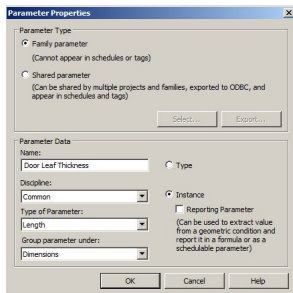 Parameter Properties
Parameter Type
Family parameter
(Cannot appear in schedules or tags)
Shared parameter
(Can be shared by multiple projects and families, exported to ODBC, and
appear in schedules and tags)
Select... Export...
Parameter Data
Name:
Door Leaf Thickness
Type
Discipline:
Common
Instance
Reporting Parameter
Type of Parameter:
Length
(Can be used to extract value
from a geometric condition and
report it in a formula or as a
schedulable parameter)
Group parameter under:
Dimensions
OK Cancel Help